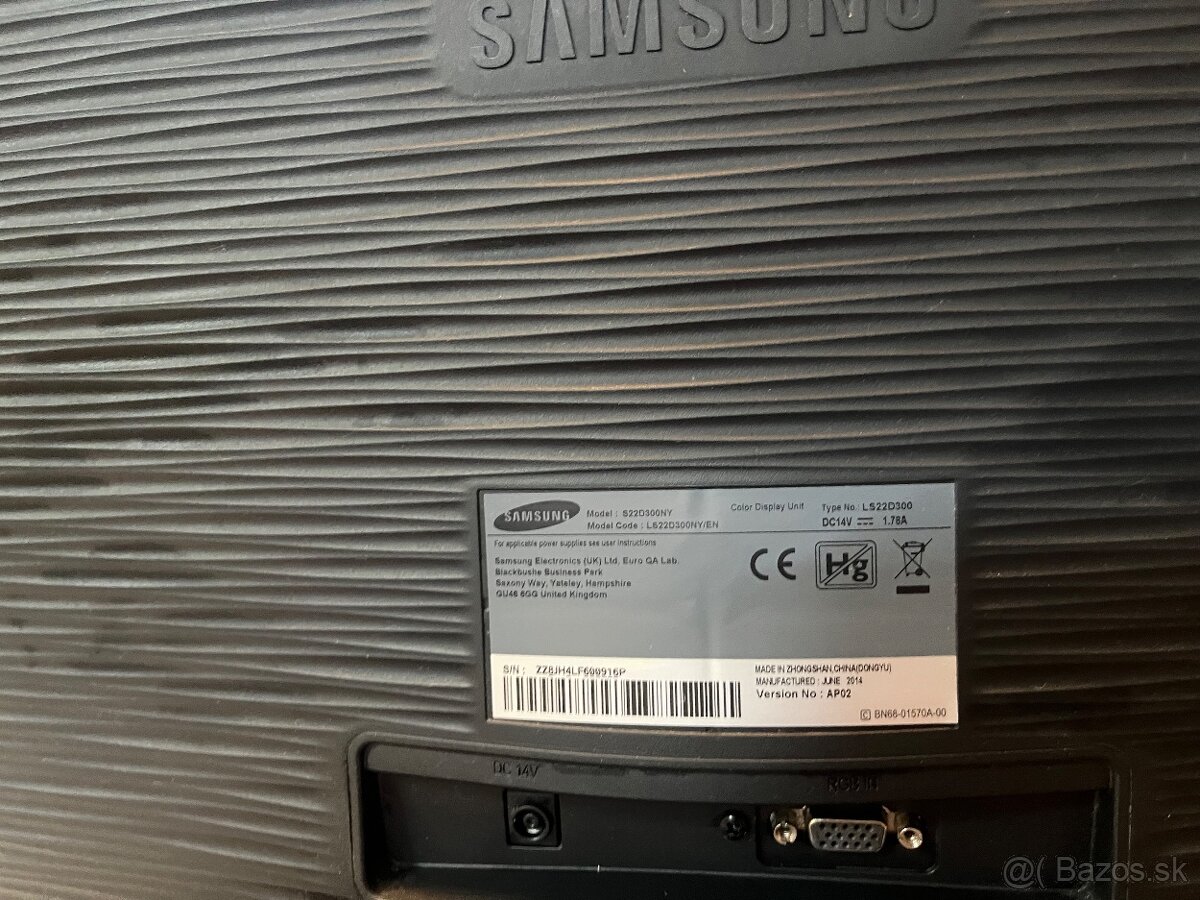 SAMSUNG
SAMSUNG
Model : S22D300NY
Model Code : LS22D300NY/EN
Color Display Unit
Type No.: LS22D300
DC14V 1.78A
For applicable power supplies see user instructions
Samsung Electronics (UK) Ltd, Euro QA Lab.
Blackbushe Business Park
Saxony Way, Yateley, Hampshire
GU46 6GG United Kingdom
CE
Hg
S/N : ZZ8JH4LF600916P
MADE IN ZHONGSHAN,CHINA(DONGYU)
MANUFACTURED : JUNE 2014
Version No : AP02
C BN68-01570A-00
DC 14V
RGB IN
@( Bazos.sk